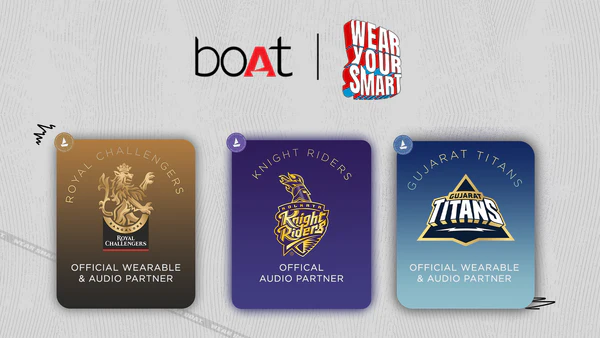 boAt
WEAR
YOUR
SMART
ROYAL CHALLENGERS
ROYAL
CHALLENGERS
OFFICIAL WEARABLE
& AUDIO PARTNER
KNIGHT RIDERS
KOLKATA
Knight
Riders
OFFICAL
AUDIO PARTNER
GUJARAT TITANS
GUJARAT
TITANS
OFFICIAL WEARABLE
& AUDIO PARTNER